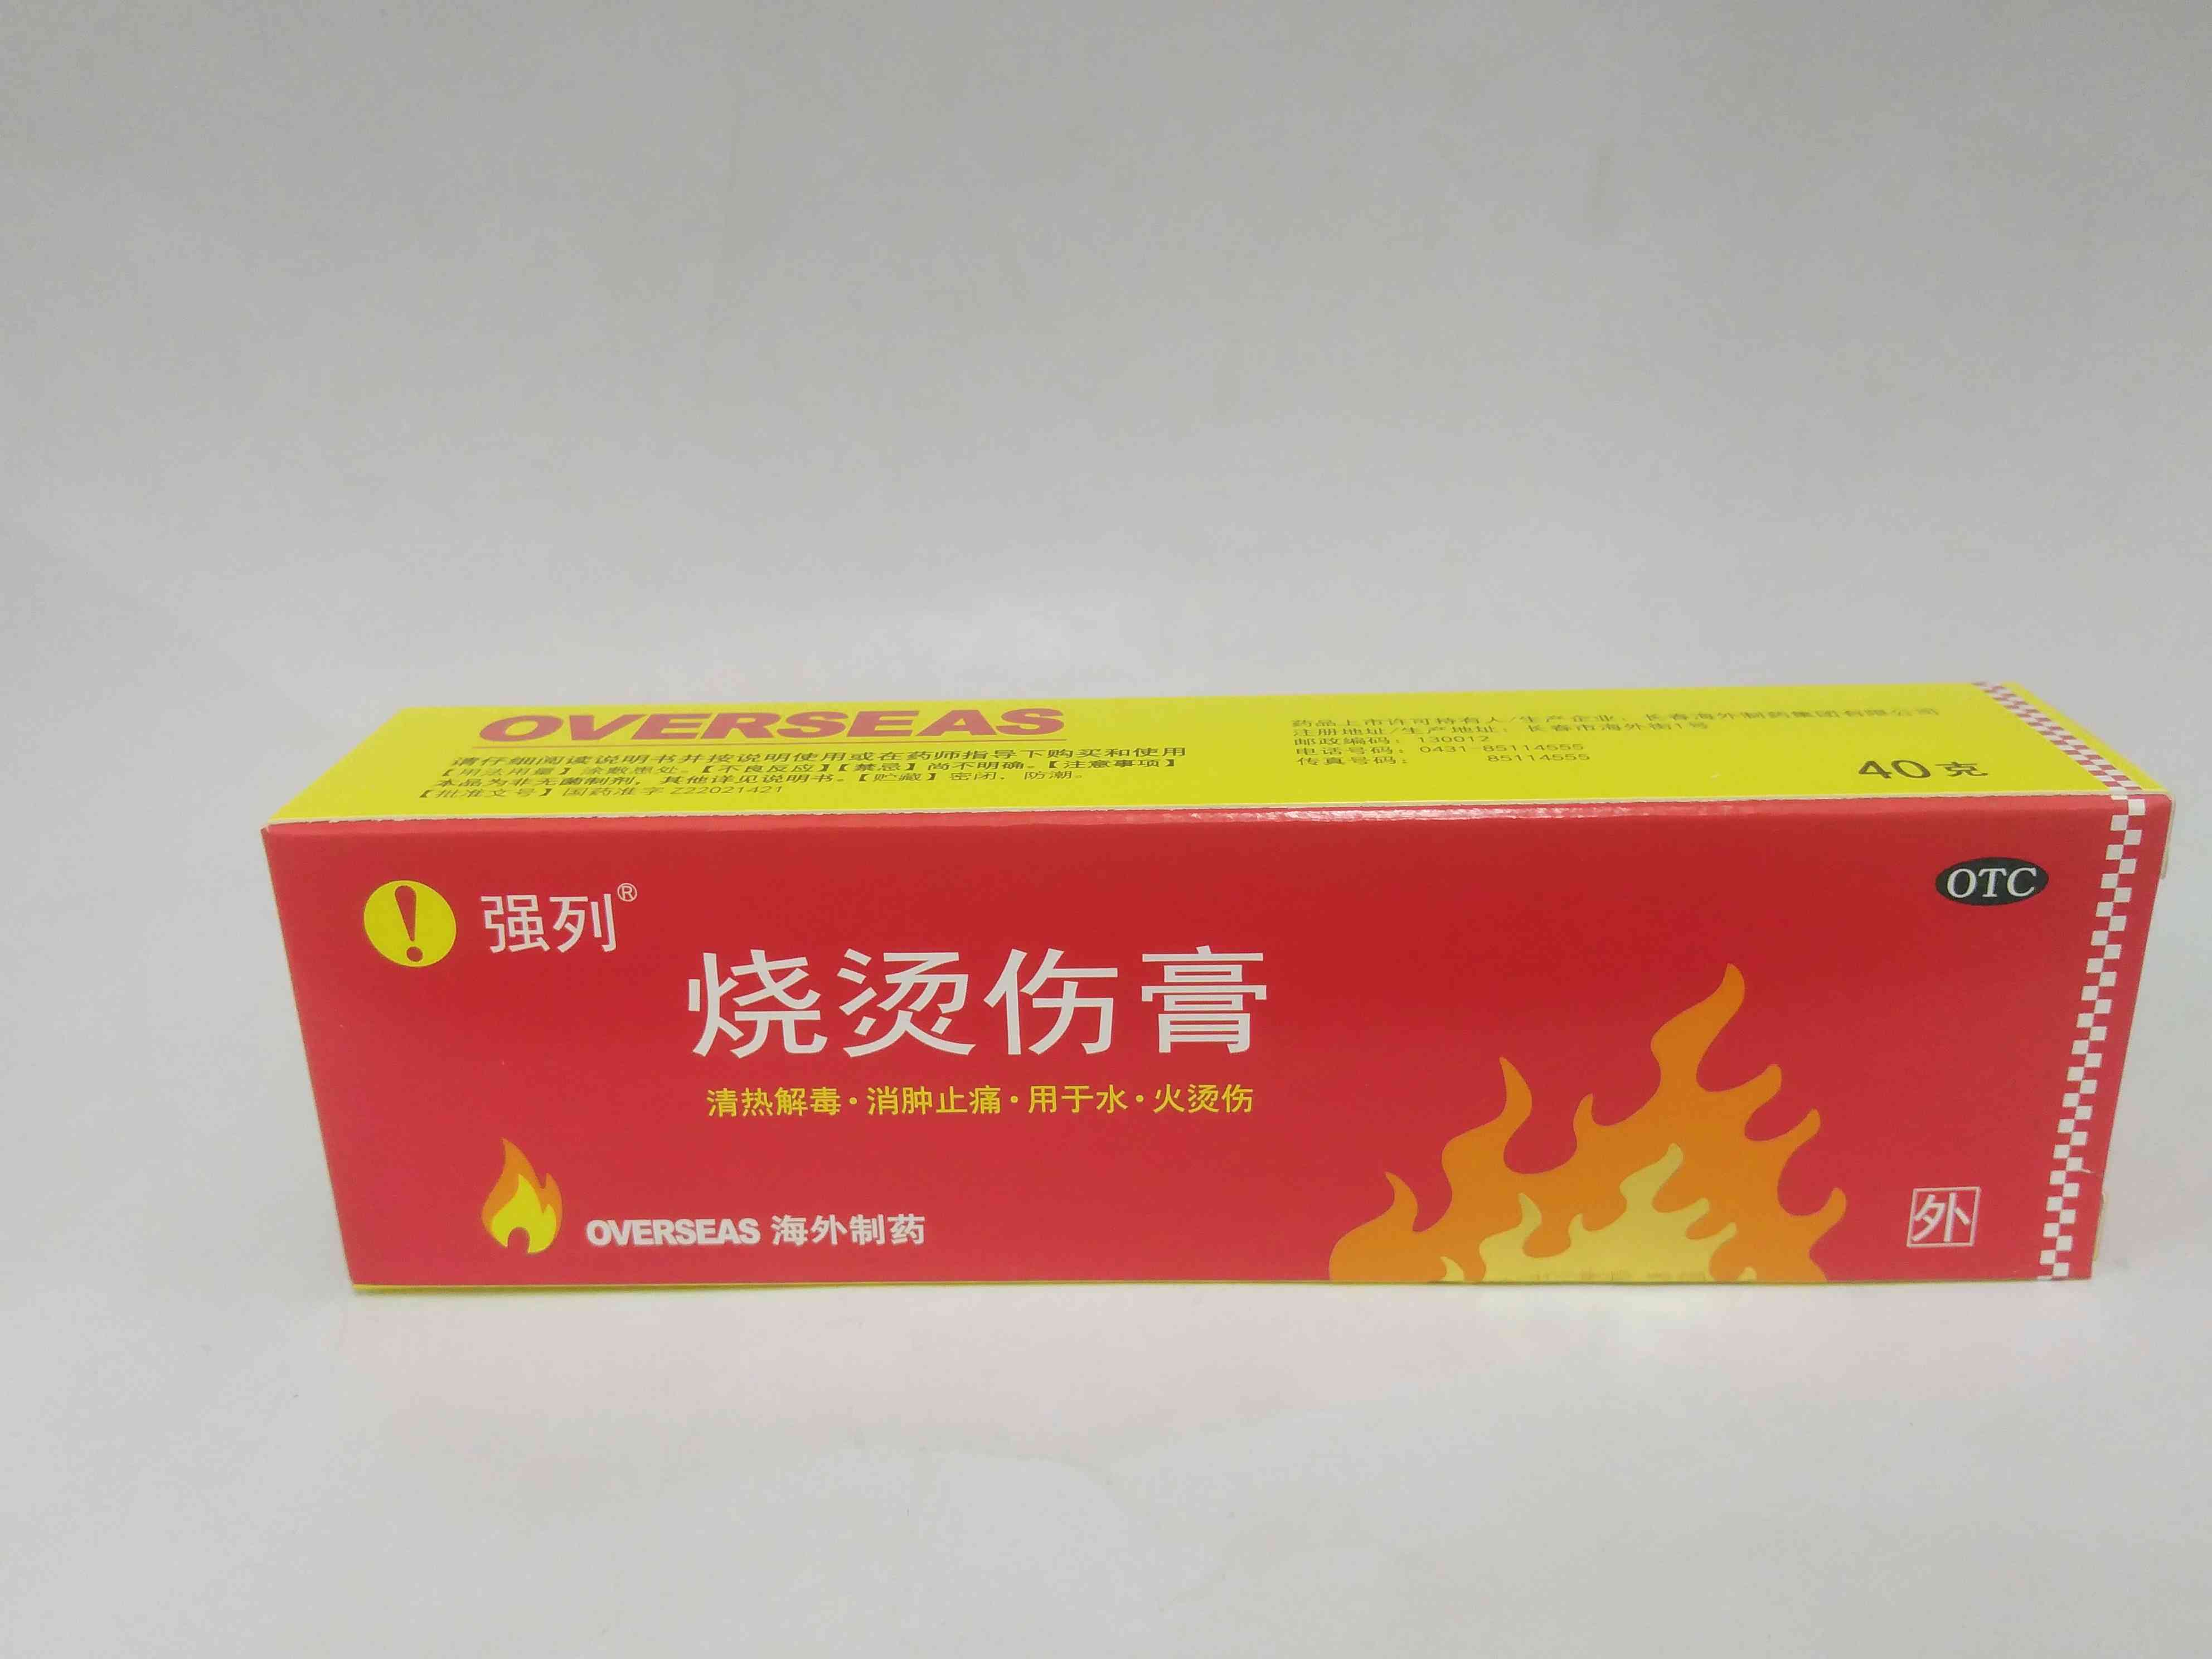 OVERSEAS
请仔细阅读说明书并按说明使用或在药师指导下购买和使用
【用法用量】涂敷患处。【不良反应】【禁忌】尚不明确。【注意事项】
本品为非无菌制剂，其他详见说明书。【贮藏】密闭，防潮。
【批准文号】国药准字Z22021421
药品上市许可持有人/生产企业：长春海外制药集团有限公司
注册地址/生产地址：长春市海外街1号
邮政编码：130012
电话号码：0431-85114555
传真号码：85114555
40克
强列®
OTC
烧烫伤膏
清热解毒·消肿止痛·用于水·火烫伤
OVERSEAS 海外制药
外